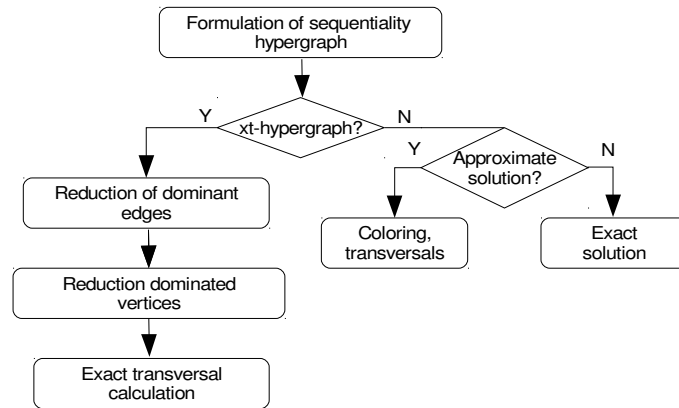 Formulation of sequentiality
hypergraph
Y
xt-hypergraph?
N
Y
Approximate
solution?
N
Reduction of dominant
edges
Coloring,
transversals
Exact
solution
Reduction dominated
vertices
Exact transversal
calculation